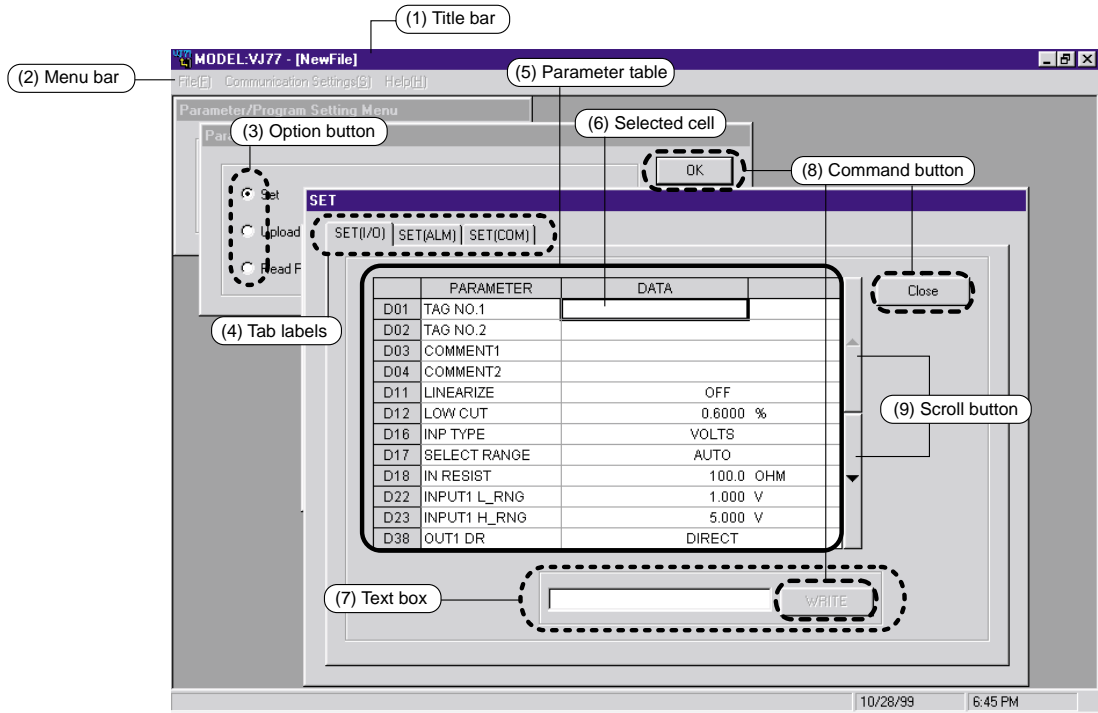 (1) Title bar
MODEL:VJ77 - [NewFile]
(2) Menu bar
File[F] Communication Settings[S] Help[H]
(5) Parameter table
Parameter/Program Setting Menu
(3) Option button
(6) Selected cell
Par
OK
(8) Command button
Set
SET
Upload
SET(I/O) SET(ALM) SET(COM)
Read F
Close
(4) Tab labels
PARAMETER DATA
D01 TAG NO.1
D02 TAG NO.2
D03 COMMENT1
D04 COMMENT2
D11 LINEARIZE OFF
D12 LOW CUT 0.6000 %
D16 INP TYPE VOLTS
D17 SELECT RANGE AUTO
D18 IN RESIST 100.0 OHM
D22 INPUT1 L_RNG 1.000 V
D23 INPUT1 H_RNG 5.000 V
D38 OUT1 DR DIRECT
(9) Scroll button
(7) Text box
WRITE
10/28/99 6:45 PM